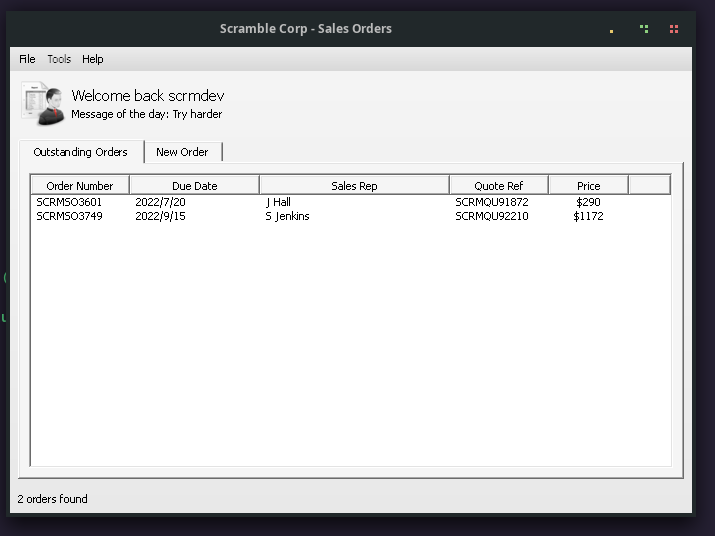 Scramble Corp - Sales Orders
File Tools Help
Welcome back scrmdev
Message of the day: Try harder
Outstanding Orders New Order
Order Number Due Date Sales Rep Quote Ref Price
SCRMSO3601 2022/7/20 J Hall SCRMQU91872 $290
SCRMSO3749 2022/9/15 S Jenkins SCRMQU92210 $1172
2 orders found